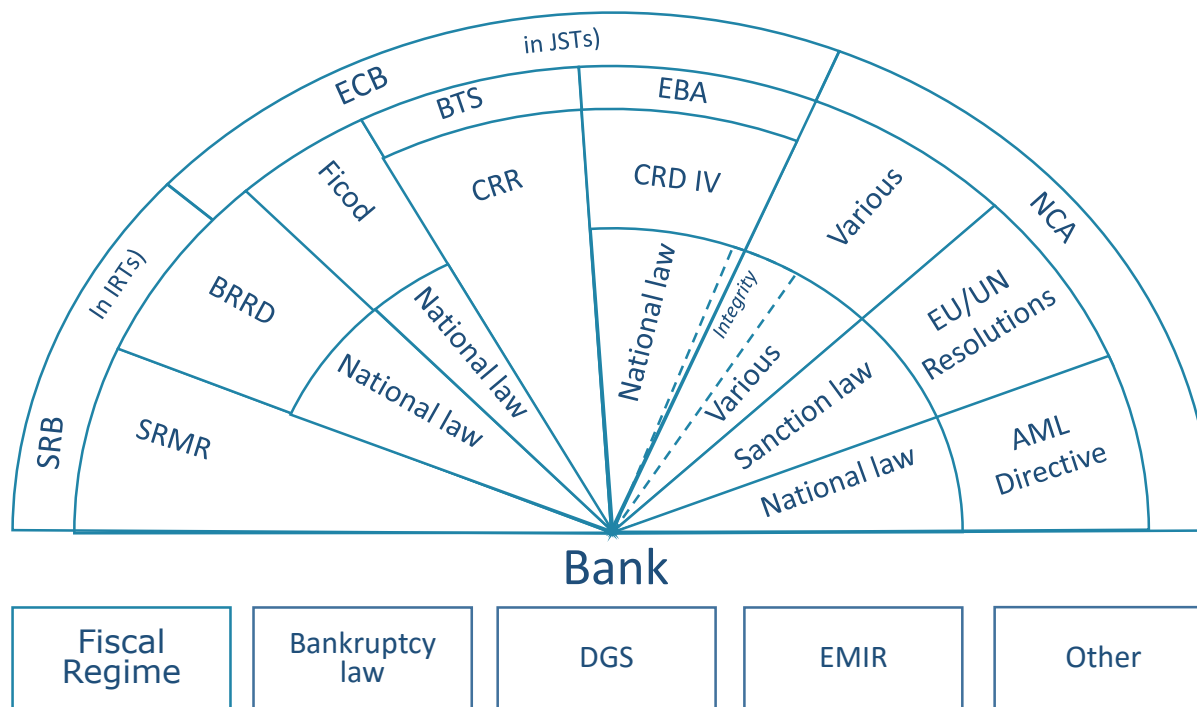 SRB
In IRTs)
ECB
in JSTs)
NCA
SRMR
BRRD
National law
Ficod
National law
BTS
CRR
EBA
CRD IV
National law
Integrity
Various
Various
EU/UN
Resolutions
Sanction law
AML
Directive
National law
Bank
Fiscal
Regime
Bankruptcy
law
DGS
EMIR
Other